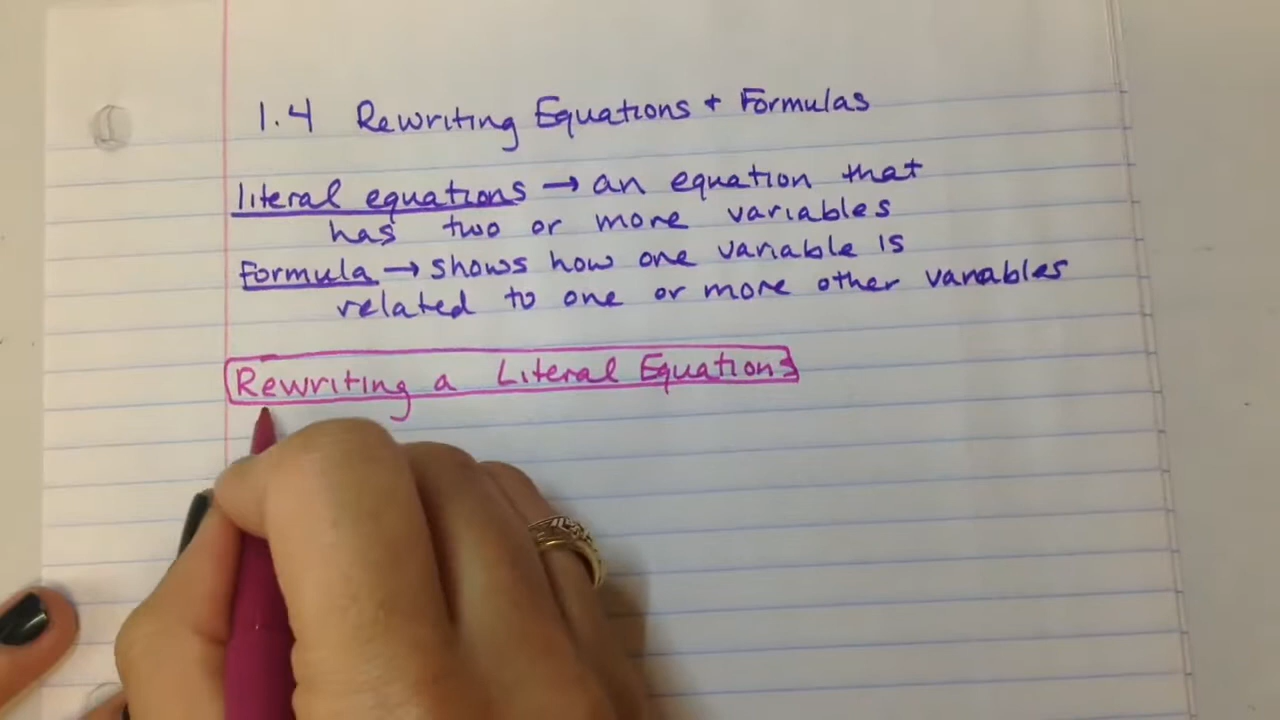 1.4 Rewriting Equations + Formulas
literal equations → an equation that
has two or more variables
formula → shows how one variable is
related to one or more other variables
Rewriting a Literal Equations